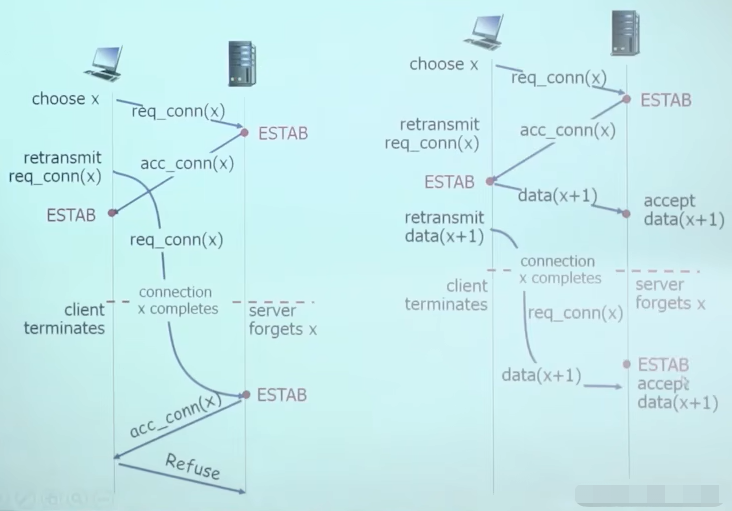 choose x
req_conn(x)
ESTAB
retransmit
req_conn(x)
acc_conn(x)
ESTAB
req_conn(x)
connection
x completes
client
terminates
server
forgets x
ESTAB
acc_conn(x)
Refuse
choose x
req_conn(x)
ESTAB
retransmit
req_conn(x)
acc_conn(x)
ESTAB
data(x+1)
accept
data(x+1)
retransmit
data(x+1)
connection
x completes
client
terminates
server
forgets x
req_conn(x)
data(x+1)
ESTAB
accept
data(x+1)